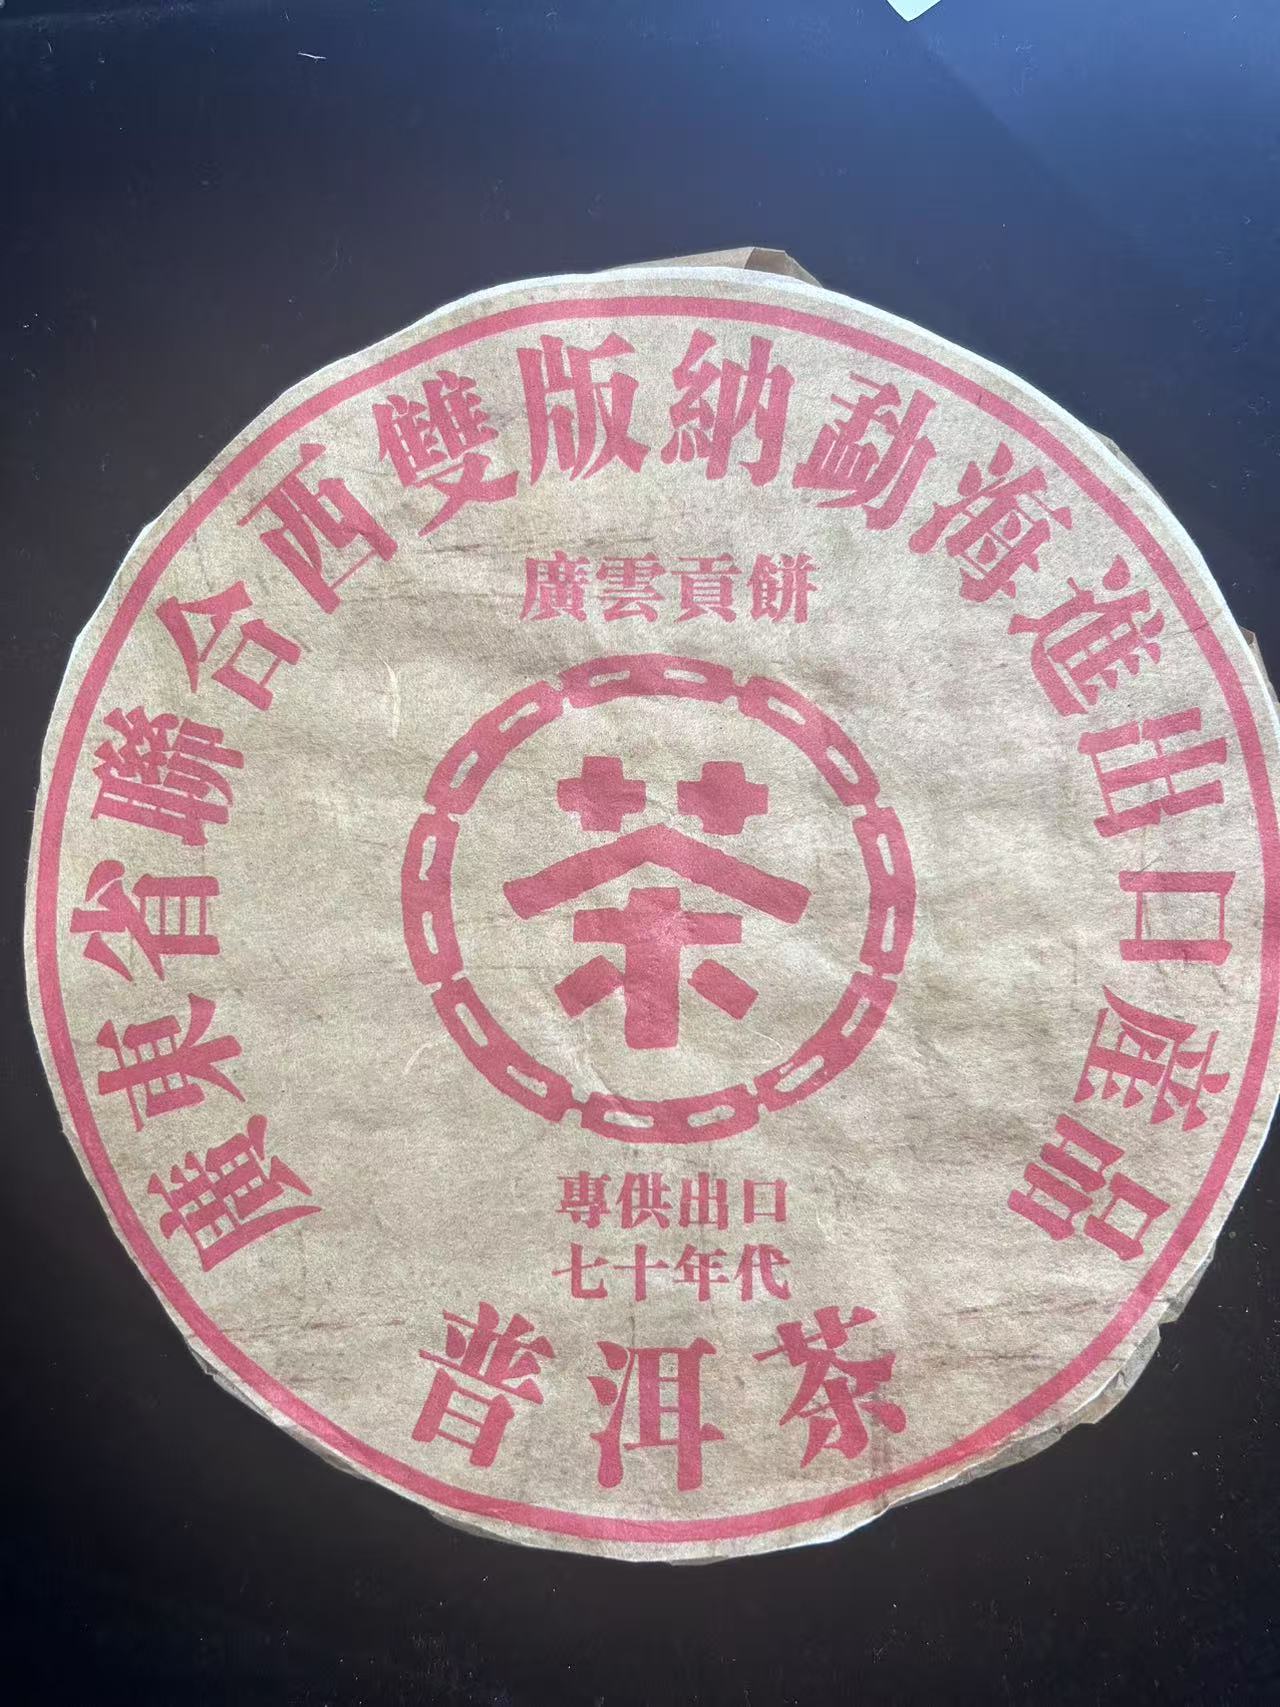 廣東省聯合西雙版納勐海進出口産品
廣雲貢餅
茶
專供出口
七十年代
普洱茶